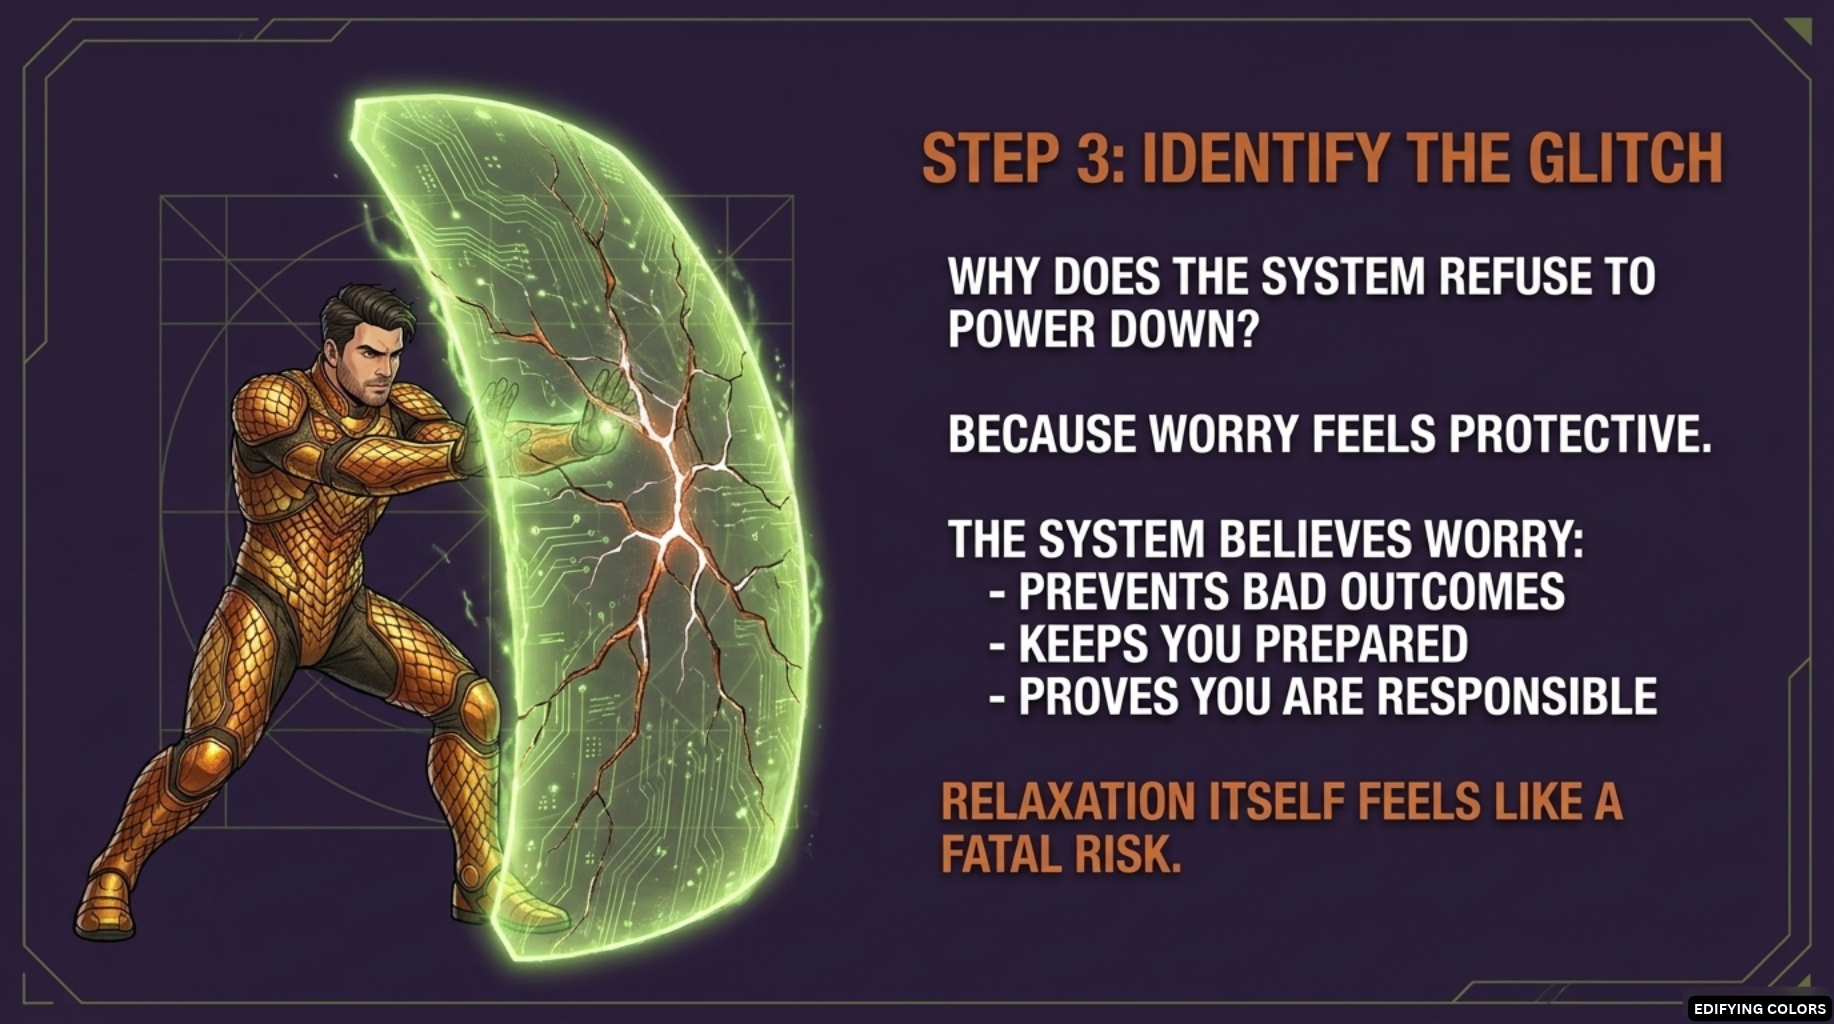 STEP 3: IDENTIFY THE GLITCH
WHY DOES THE SYSTEM REFUSE TO
POWER DOWN?
BECAUSE WORRY FEELS PROTECTIVE.
THE SYSTEM BELIEVES WORRY:
- PREVENTS BAD OUTCOMES
- KEEPS YOU PREPARED
- PROVES YOU ARE RESPONSIBLE
RELAXATION ITSELF FEELS LIKE A
FATAL RISK.
EDIFYING COLORS